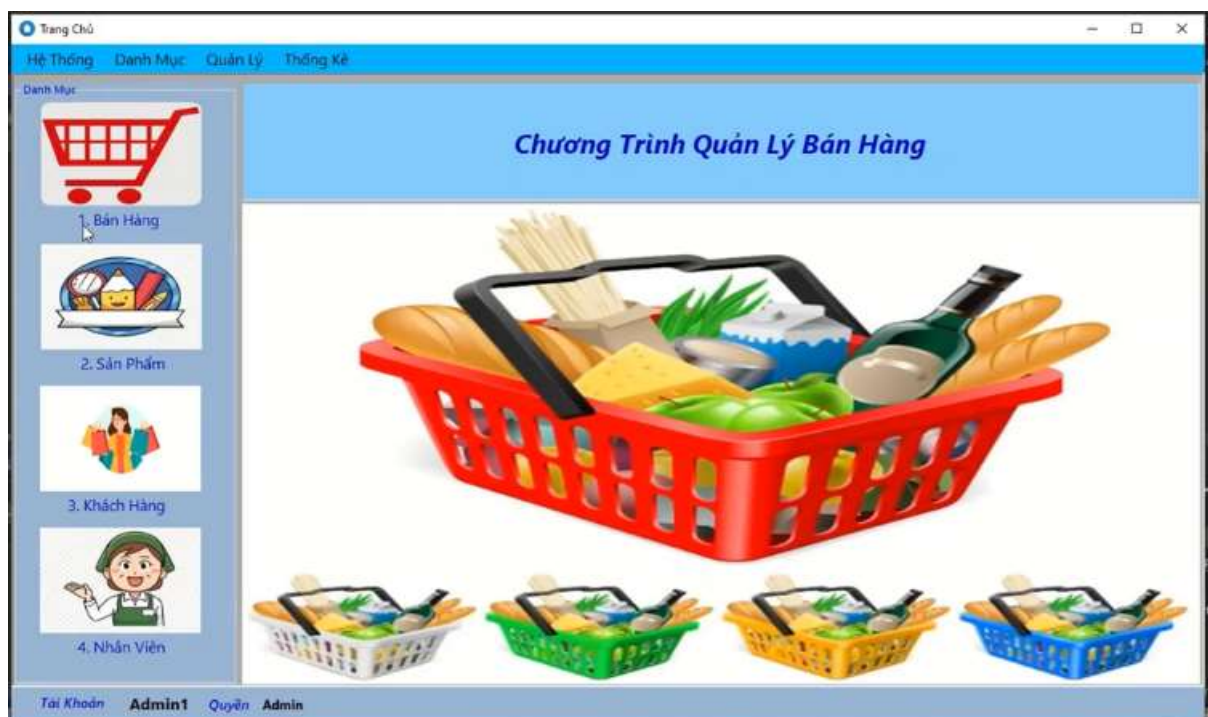 Trang Chủ
Hệ Thống Danh Mục Quản Lý Thống Kê
Danh Mục
Chương Trình Quản Lý Bán Hàng
1. Bán Hàng
2. Sản Phẩm
3. Khách Hàng
4. Nhân Viên
Tài Khoản Admin1 Quyền Admin